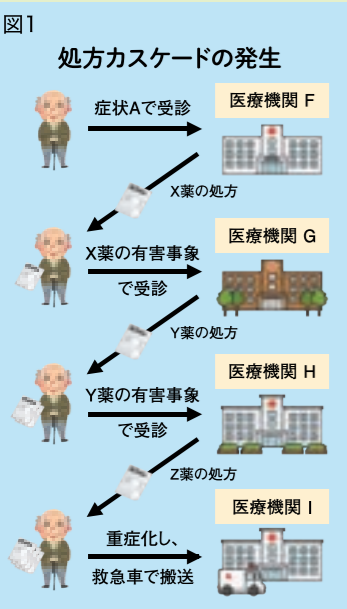 図1
処方カスケードの発生
症状Aで受診
医療機関 F
X薬の処方
X薬の有害事象
で受診
医療機関 G
Y薬の処方
Y薬の有害事象
で受診
医療機関 H
Z薬の処方
重症化し、
救急車で搬送
医療機関 I